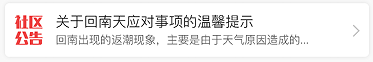 社区
公告
关于回南天应对事项的温馨提示
回南出现的返潮现象，主要是由于天气原因造成的...